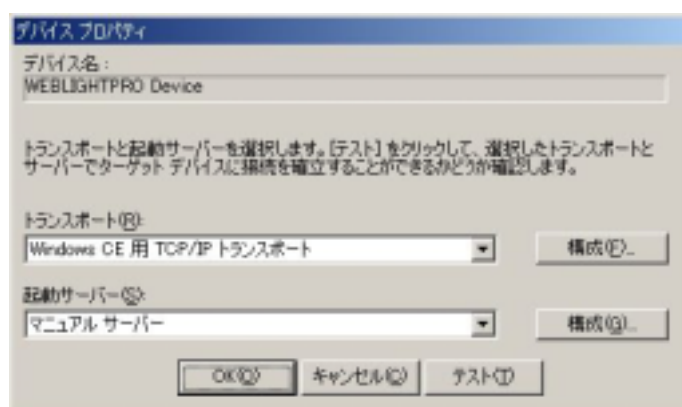 デバイス プロパティ
デバイス名:
WEBLIGHTPRO Device
トランスポートと起動サーバーを選択します。[テスト] をクリックして、選択したトランスポートと
サーバーでターゲット デバイスに接続を確立することができるかどうか確認します。
トランスポート(R):
Windows CE 用 TCP/IP トランスポート
構成(F)...
起動サーバー(S):
マニュアル サーバー
構成(G)...
OK(O)
キャンセル(C)
テスト(T)